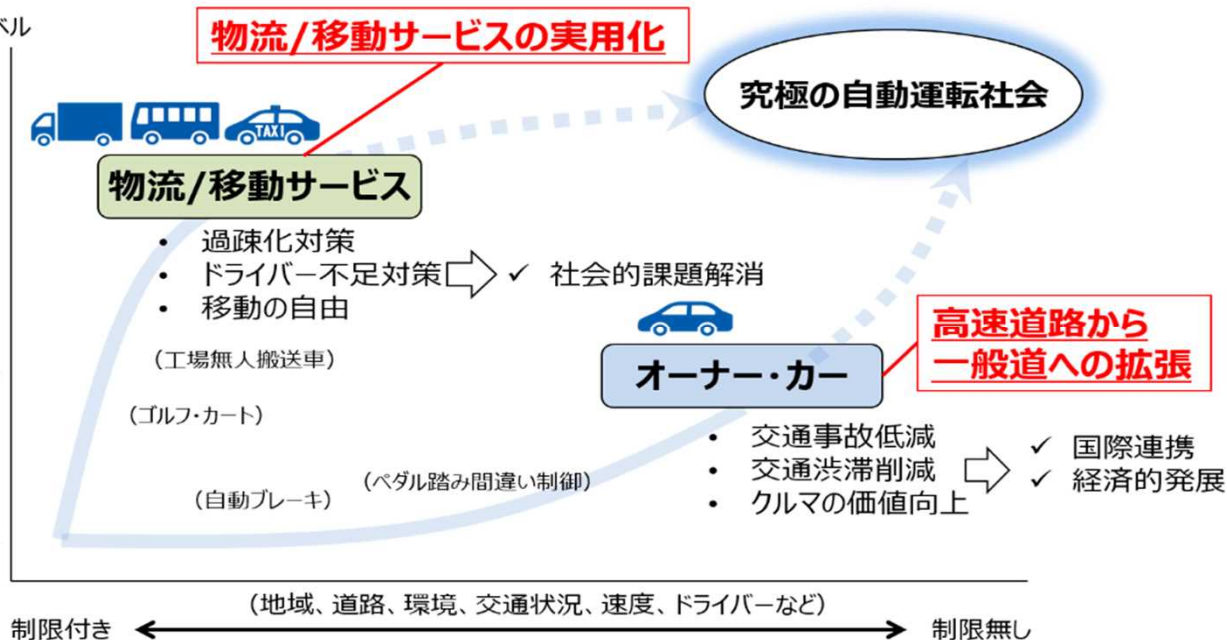 ベル
物流/移動サービスの実用化
究極の自動運転社会
TAXI
物流/移動サービス
• 過疎化対策
• ドライバー不足対策
• 移動の自由
✓ 社会的課題解消
(工場無人搬送車)
(ゴルフ・カート)
(自動ブレーキ)
(ペダル踏み間違い制御)
オーナー・カー
高速道路から
一般道への拡張
• 交通事故低減
• 交通渋滞削減
• クルマの価値向上
✓ 国際連携
✓ 経済的発展
(地域、道路、環境、交通状況、速度、ドライバーなど)
制限付き
制限無し